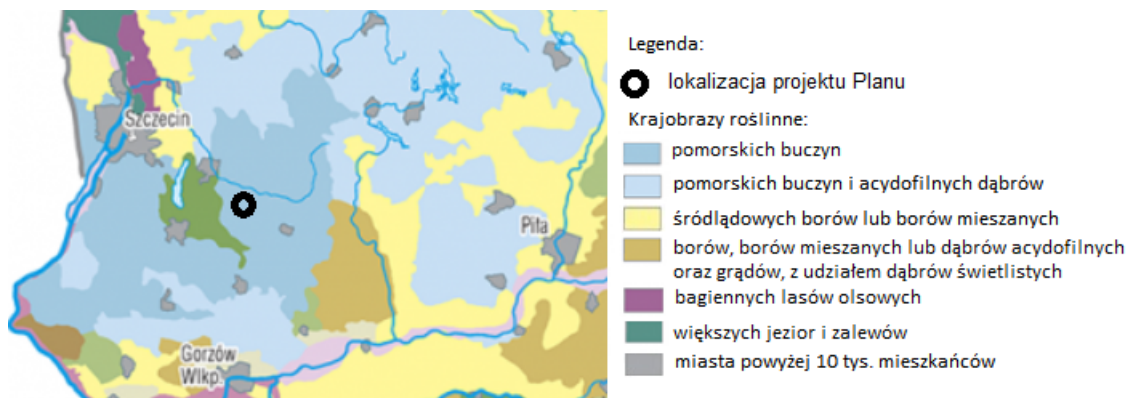 Szczecin
Piła
Gorzów
Wlkp.
Legenda:
lokalizacja projektu Planu
Krajobrazy roślinne:
pomorskich buczyn
pomorskich buczyn i acydofilnych dąbrów
śródlądowych borów lub borów mieszanych
borów, borów mieszanych lub dąbrów acydofilnych
oraz grądów, z udziałem dąbrów świetlistych
bagiennych lasów olsowych
większych jezior i zalewów
miasta powyżej 10 tys. mieszkańców